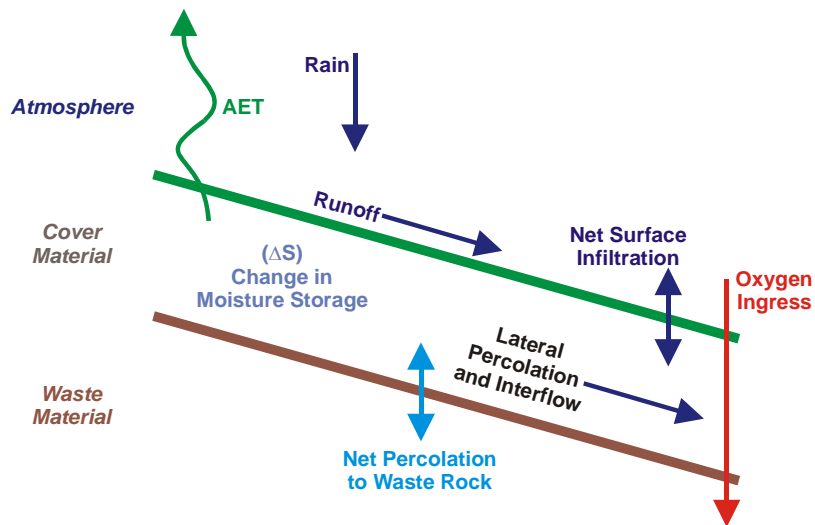 Rain
Atmosphere
AET
Runoff
Cover
Material
(ΔS)
Change in
Moisture Storage
Net Surface
Infiltration
Oxygen
Ingress
Lateral
Percolation
and Interflow
Waste
Material
Net Percolation
to Waste Rock